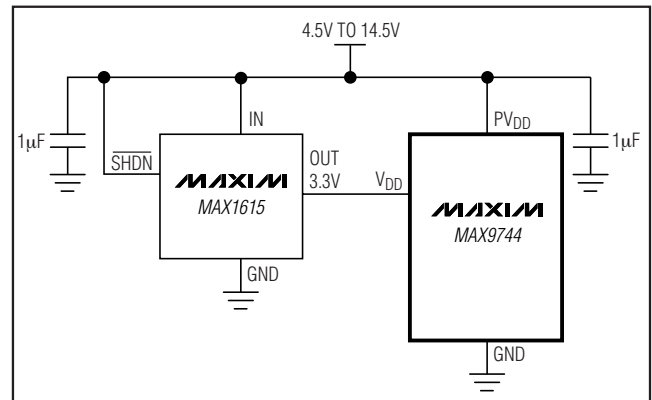 4.5V TO 14.5V
1μF
SHDN
IN
OUT
3.3V
MAXIM
MAX1615
GND
VDD
PVDD
1μF
MAXIM
MAX9744
GND